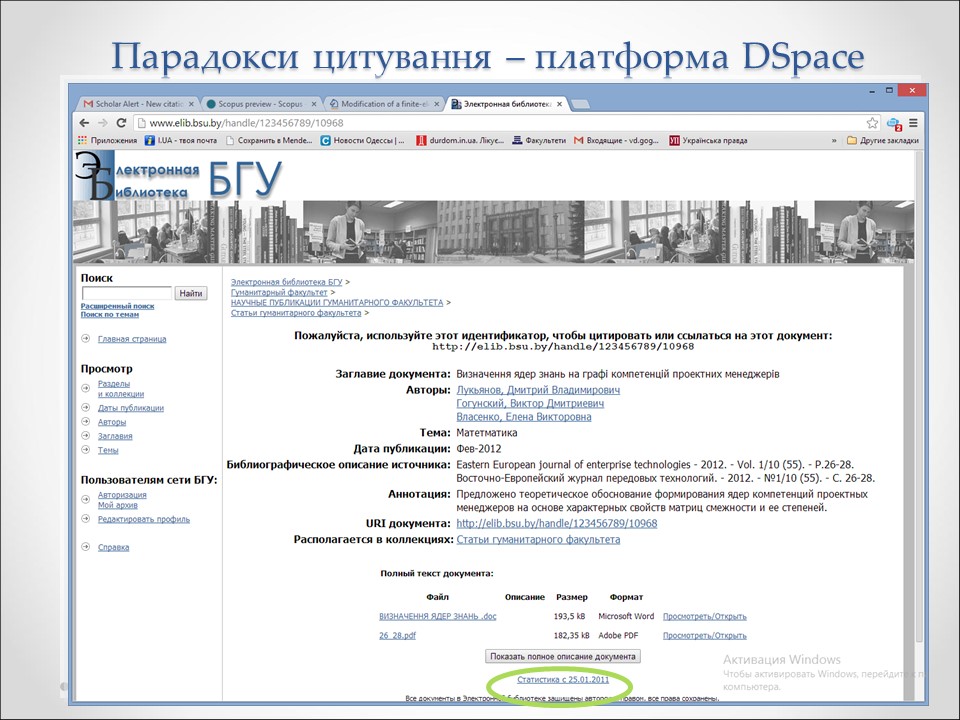 Парадокси цитування – платформа DSpace
Scholar Alert - New citatio
Scopus preview - Scopus
Modification of a finite-el
Электронная библиотека
www.elib.bsu.by/handle/123456789/10968
Приложения
I.UA - твоя почта
Сохранить в Mende...
Новости Одессы | ...
durdom.in.ua. Лікує...
Факультети
Входящие - vd.gog...
Українська правда
»
Другие закладки
2
Электронная
Библиотека
БГУ
Поиск
Найти
Расширенный поиск
Поиск по темам
Главная страница
Просмотр
Разделы
и коллекции
Даты публикации
Авторы
Заглавия
Темы
Пользователям сети БГУ:
Авторизация
Мой архив
Редактировать профиль
Справка
Электронная библиотека БГУ >
Гуманитарный факультет >
НАУЧНЫЕ ПУБЛИКАЦИИ ГУМАНИТАРНОГО ФАКУЛЬТЕТА >
Статьи гуманитарного факультета >
Пожалуйста, используйте этот идентификатор, чтобы цитировать или ссылаться на этот документ:
http://elib.bsu.by/handle/123456789/10968
Заглавие документа: Визначення ядер знань на графі компетенцій проектних менеджерів
Авторы: Лукьянов, Дмитрий Владимирович
Гогунский, Виктор Дмитриевич
Власенко, Елена Викторовна
Тема: Матетматика
Дата публикации: Фев-2012
Библиографическое описание источника: Eastern European journal of enterprise technologies - 2012. - Vol. 1/10 (55). - P.26-28.
Восточно-Европейский журнал передовых технологий. - 2012. - №1/10 (55). - С. 26-28.
Аннотация: Предложено теоретическое обоснование формирования ядер компетенций проектных
менеджеров на основе характерных свойств матриц смежности и ее степеней.
URI документа: http://elib.bsu.by/handle/123456789/10968
Располагается в коллекциях: Статьи гуманитарного факультета
Полный текст документа:
Файл Описание Размер Формат
ВИЗНАЧЕННЯ ЯДЕР ЗНАНЬ .doc 193,5 kB Microsoft Word Просмотреть/Открыть
26_28.pdf 182,35 kB Adobe PDF Просмотреть/Открыть
Показать полное описание документа
Статистика с 25.01.2011
Все документы в Электронной библиотеке защищены авторским правом, все права сохранены.
Активация Windows
Чтобы активировать Windows, перейдите к п
компьютера.